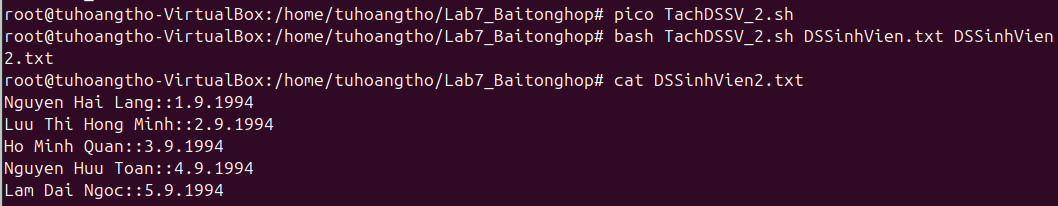 root@tuhoangtho-VirtualBox:/home/tuhoangtho/Lab7_Baitonghop# pico TachDSSV_2.sh
root@tuhoangtho-VirtualBox:/home/tuhoangtho/Lab7_Baitonghop# bash TachDSSV_2.sh DSSinhVien.txt DSSinhVien
2.txt
root@tuhoangtho-VirtualBox:/home/tuhoangtho/Lab7_Baitonghop# cat DSSinhVien2.txt
Nguyen Hai Lang::1.9.1994
Luu Thi Hong Minh::2.9.1994
Ho Minh Quan::3.9.1994
Nguyen Huu Toan::4.9.1994
Lam Dai Ngoc::5.9.1994